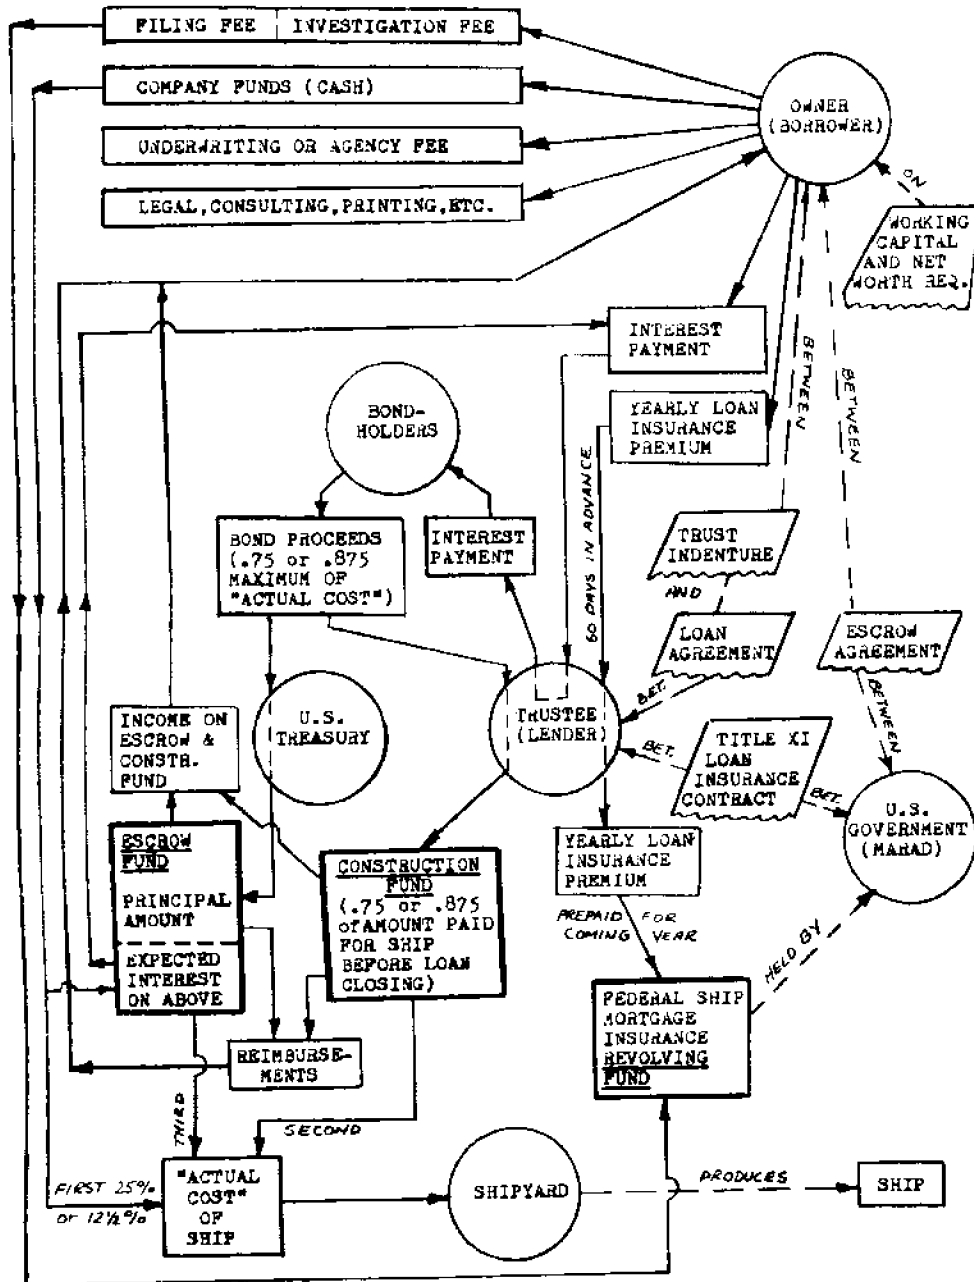 FILING FEE | INVESTIGATION FEE
COMPANY FUNDS (CASH)
UNDERWRITING OR AGENCY FEE
LEGAL, CONSULTING, PRINTING, ETC.
OWNER
(BORROWER)
ON
WORKING
CAPITAL
AND NET
WORTH REQ.
INTEREST
PAYMENT
BETWEEN
BETWEEN
BOND-
HOLDERS
YEARLY LOAN
INSURANCE
PREMIUM
60 DAYS IN ADVANCE
BOND PROCEEDS
(.75 or .875
MAXIMUM OF
"ACTUAL COST")
INTEREST
PAYMENT
TRUST
INDENTURE
AND
LOAN
AGREEMENT
ESCROW
AGREEMENT
BET.
BETWEEN
INCOME ON
ESCROW &
CONSTR.
FUND
U.S.
TREASURY
TRUSTEE
(LENDER)
BET.
TITLE XI
LOAN
INSURANCE
CONTRACT
BET.
U.S.
GOVERNMENT
(MARAD)
ESCROW
FUND
PRINCIPAL
AMOUNT
EXPECTED
INTEREST
ON ABOVE
CONSTRUCTION
FUND
(.75 or .875
of AMOUNT PAID
FOR SHIP
BEFORE LOAN
CLOSING)
YEARLY LOAN
INSURANCE
PREMIUM
PREPAID FOR
COMING YEAR
HELD BY
FEDERAL SHIP
MORTGAGE
INSURANCE
REVOLVING
FUND
REIMBURSE-
MENTS
THIRD
SECOND
FIRST 25%
or 12½%
"ACTUAL
COST"
OF
SHIP
SHIPYARD
PRODUCES
SHIP